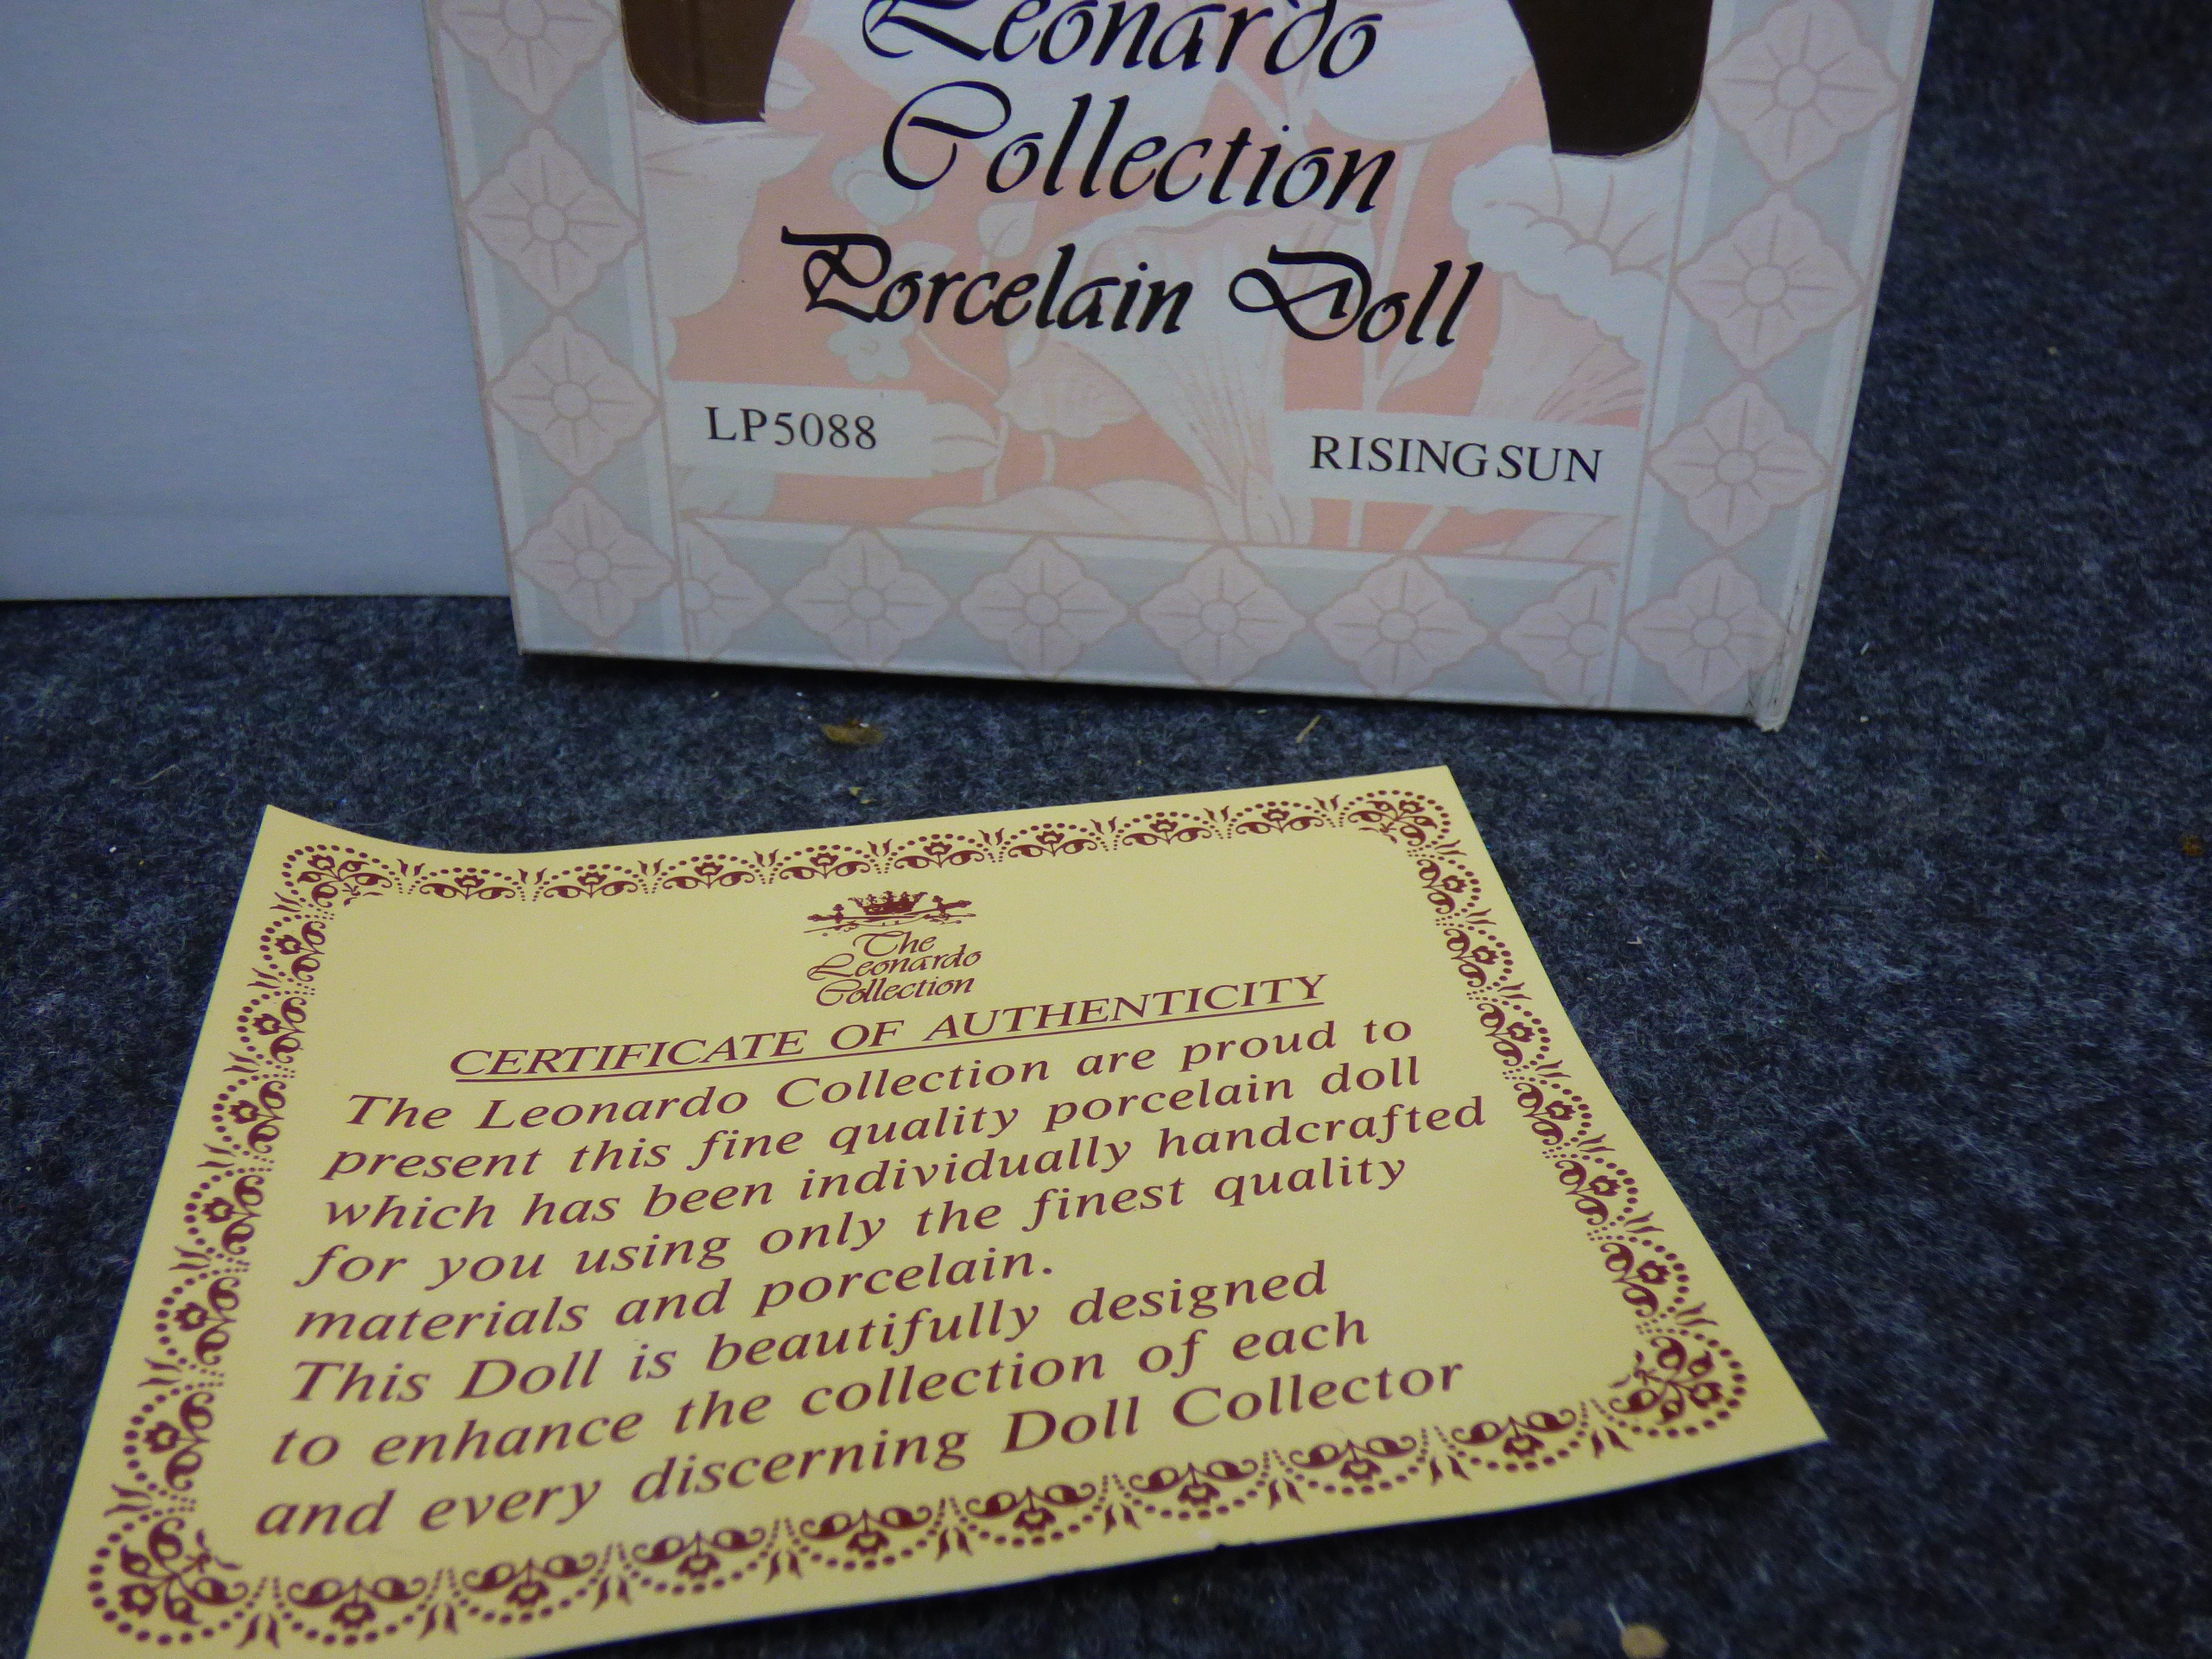 Leonardo
Collection
Porcelain Doll
LP5088
RISING SUN
The
Leonardo
Collection
CERTIFICATE OF AUTHENTICITY
The Leonardo Collection are proud to
present this fine quality porcelain doll
which has been individually handcrafted
for you using only the finest quality
materials and porcelain.
This Doll is beautifully designed
to enhance the collection of each
and every discerning Doll Collector